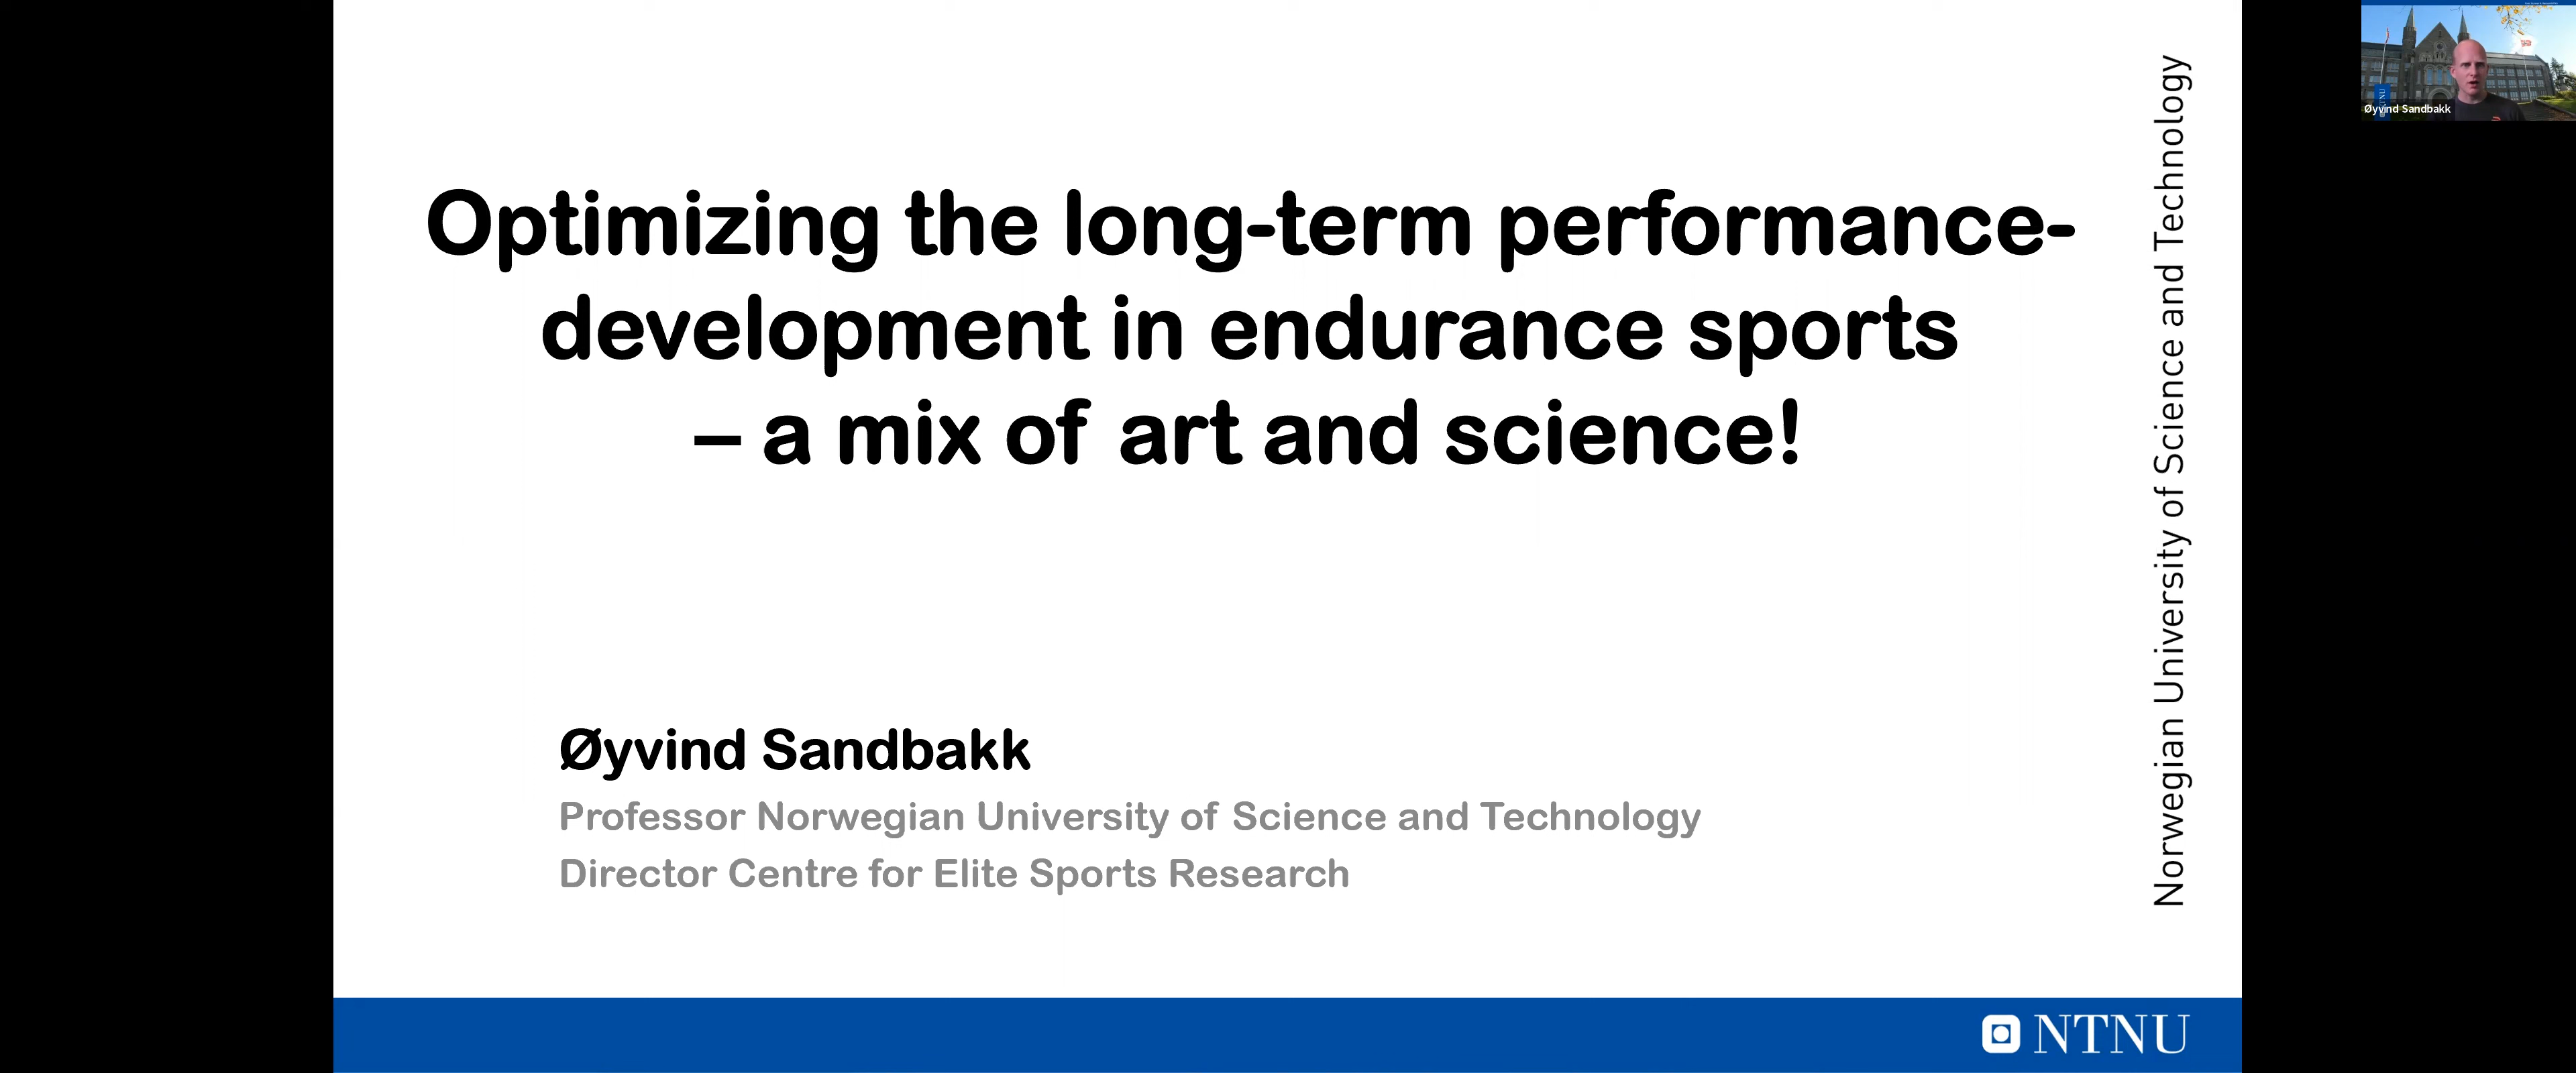 Optimizing the long-term performance-
development in endurance sports
– a mix of art and science!
Øyvind Sandbakk
Professor Norwegian University of Science and Technology
Director Centre for Elite Sports Research
Norwegian University of Science and Technology
NTNU
Øyvind Sandbakk